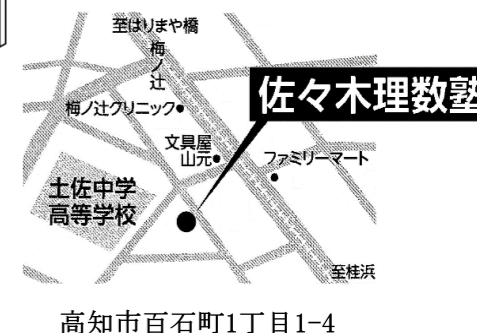 至はりまや橋
梅ノ辻
梅ノ辻クリニック
佐々木理数塾
文具屋
山元
ファミリーマート
土佐中学
高等学校
至桂浜
高知市百石町1丁目1-4